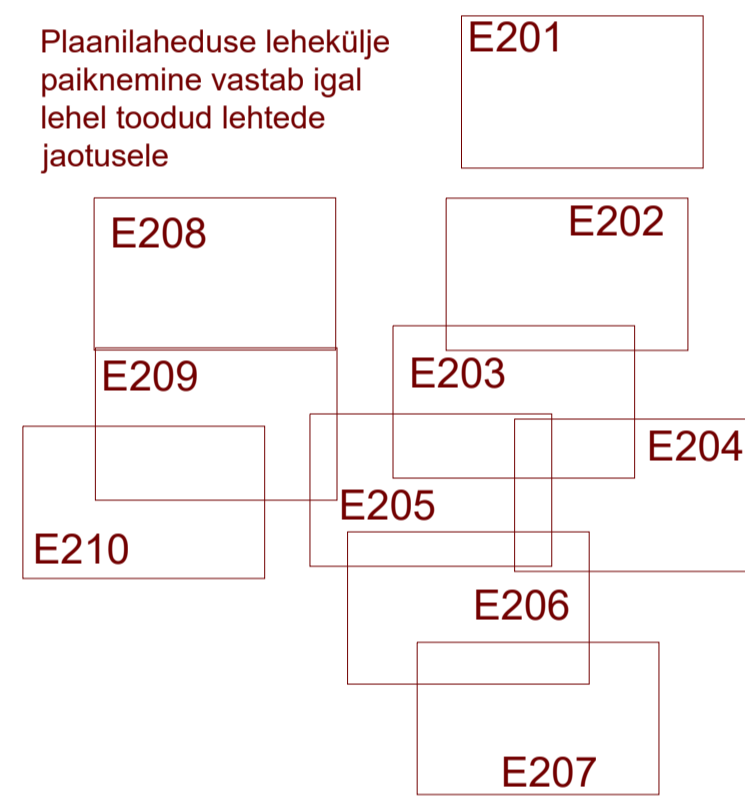 Plaanilaheduse lehekülje
paiknemine vastab igal
lehel toodud lehtede
jaotusele
E201
E208
E202
E209
E203
E204
E205
E210
E206
E207